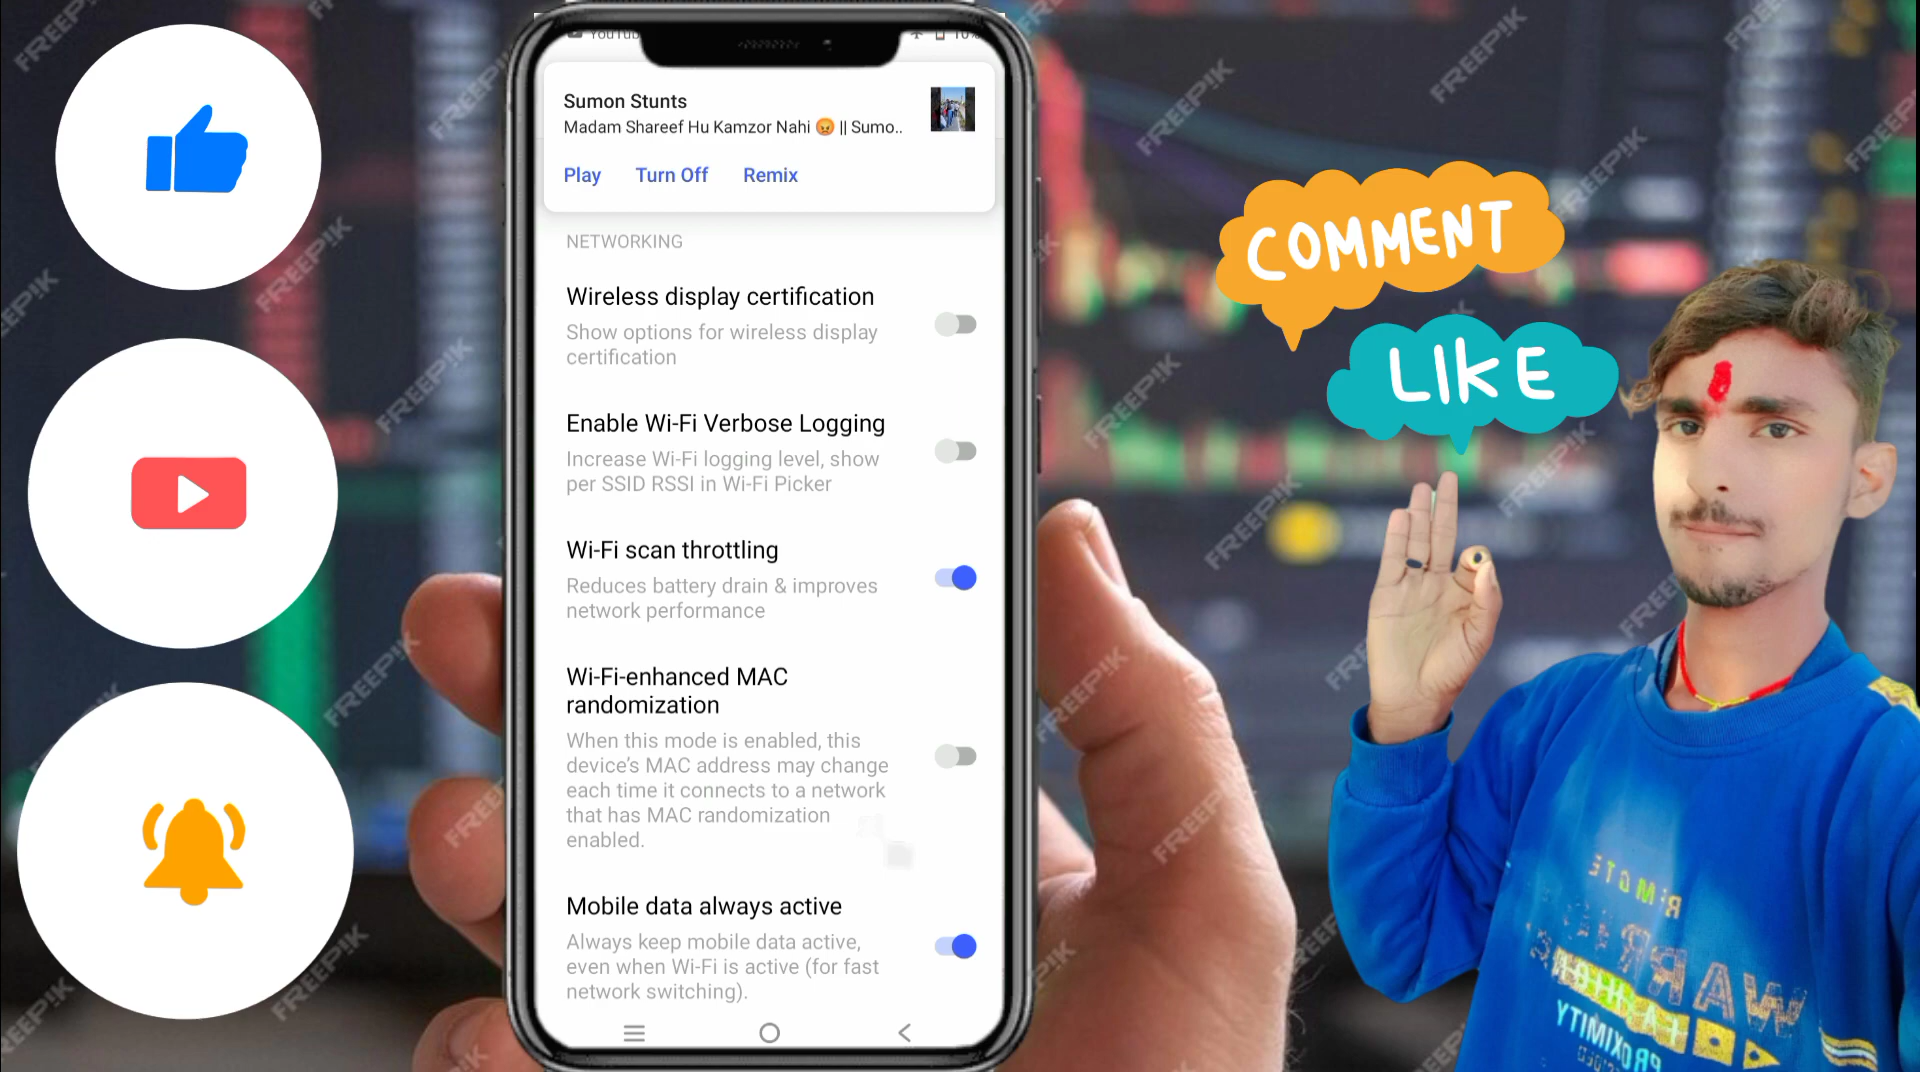 YouTub
10%
Sumon Stunts
Madam Shareef Hu Kamzor Nahi 😡 || Sumo..
Play Turn Off Remix
NETWORKING
Wireless display certification
Show options for wireless display
certification
Enable Wi-Fi Verbose Logging
Increase Wi-Fi logging level, show
per SSID RSSI in Wi-Fi Picker
Wi-Fi scan throttling
Reduces battery drain & improves
network performance
Wi-Fi-enhanced MAC
randomization
When this mode is enabled, this
device's MAC address may change
each time it connects to a network
that has MAC randomization
enabled.
Mobile data always active
Always keep mobile data active,
even when Wi-Fi is active (for fast
network switching).
COMMENT
LIKE
WARRI
PROXIMITY
FREEPIK